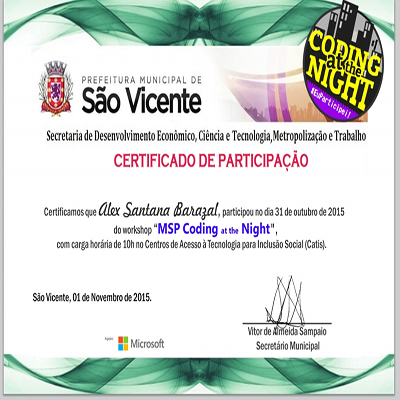 PREFEITURA MUNICIPAL DE
São Vicente
CODING
at the
NIGHT
#EuParticipei!
Secretaria de Desenvolvimento Econômico, Ciência e Tecnologia, Metropolização e Trabalho
CERTIFICADO DE PARTICIPAÇÃO
Certificamos que Alex Santana Barazal, participou no dia 31 de outubro de 2015
do workshop "MSP Coding at the Night",
com carga horária de 10h no Centros de Acesso à Tecnologia para Inclusão Social (Catis).
São Vicente, 01 de Novembro de 2015.
Vitor de Almeida Sampaio
Secretário Municipal
Microsoft